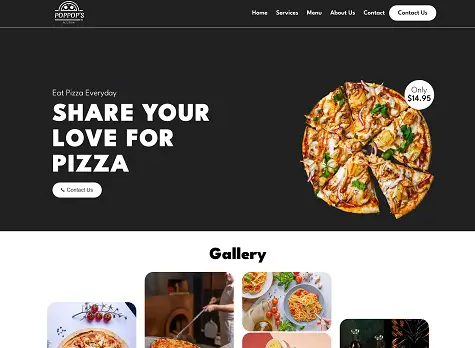 POPPOP'S
Home Services Menu About Us Contact Contact Us
Eat Pizza Everyday
SHARE YOUR
LOVE FOR
PIZZA
Only
$14.95
Contact Us
Gallery